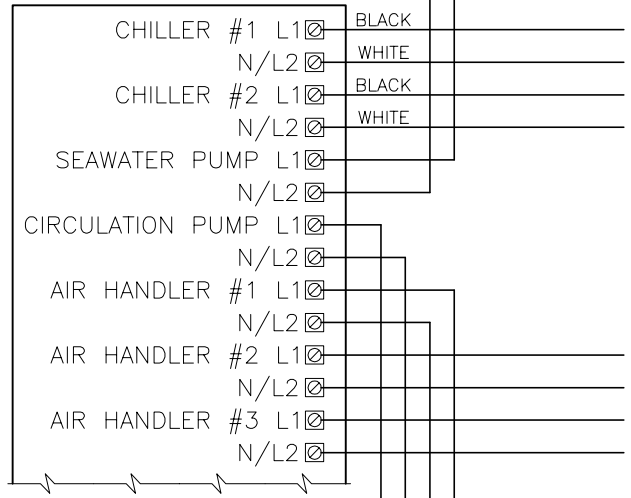 CHILLER #1 L1 BLACK
N/L2 WHITE
CHILLER #2 L1 BLACK
N/L2 WHITE
SEAWATER PUMP L1
N/L2
CIRCULATION PUMP L1
N/L2
AIR HANDLER #1 L1
N/L2
AIR HANDLER #2 L1
N/L2
AIR HANDLER #3 L1
N/L2